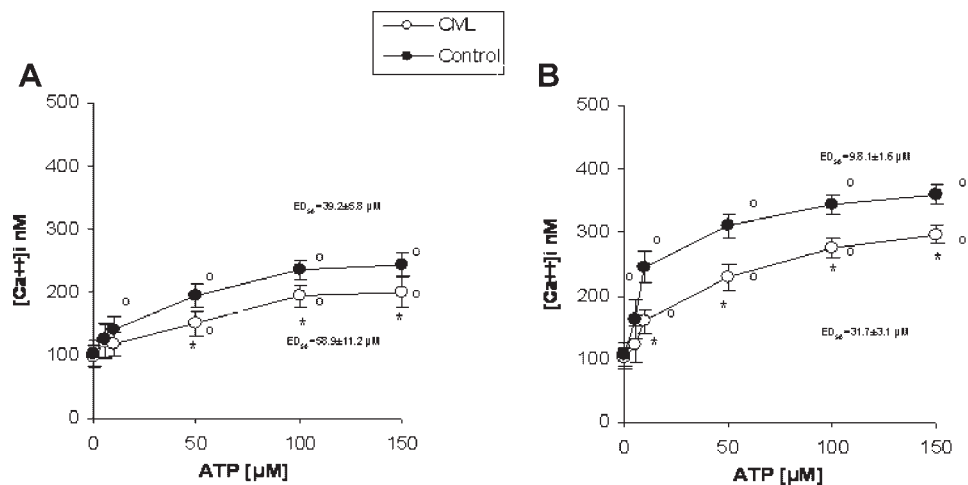 CML
Control
A
500
400
300
200
100
0
[Ca++]i nM
ED50=39.2±5.8 µM
ED50=58.9±11.2 µM
* * *
0 50 100 150
ATP [µM]
B
500
400
300
200
100
0
[Ca++]i nM
ED50=9.8.1±1.6 µM
ED50=31.7±3.1 µM
* * * *
0 50 100 150
ATP [µM]